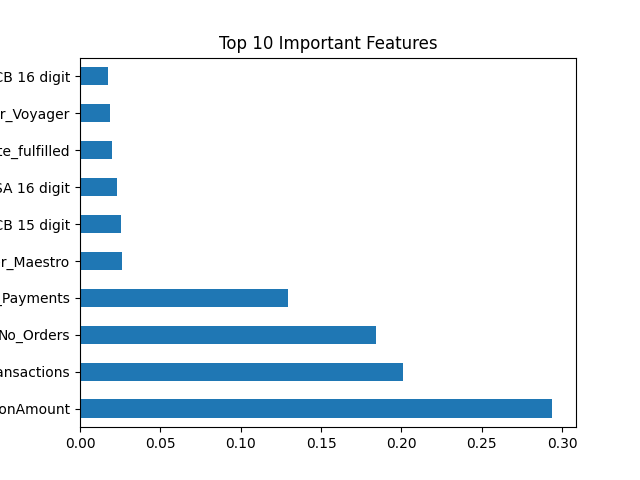 Top 10 Important Features
CB 16 digit
r_Voyager
te_fulfilled
SA 16 digit
CB 15 digit
r_Maestro
_Payments
No_Orders
ansactions
onAmount
0.00 0.05 0.10 0.15 0.20 0.25 0.30